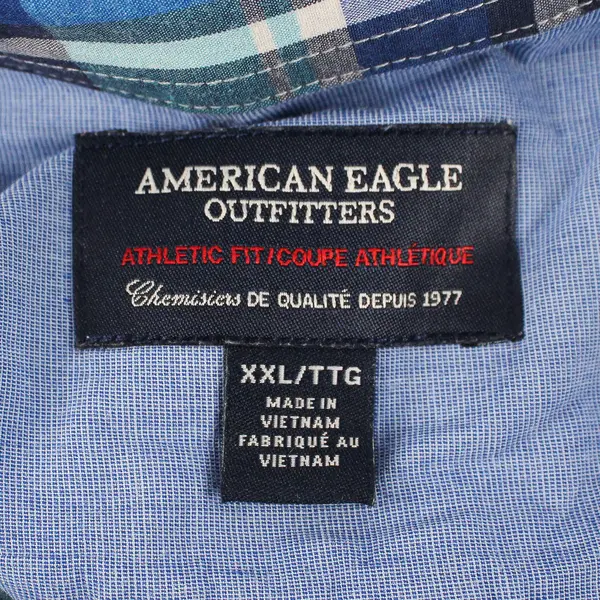 AMERICAN EAGLE
OUTFITTERS
ATHLETIC FIT/COUPE ATHLÉTIQUE
Chemisiers DE QUALITÉ DEPUIS 1977
XXL/TTG
MADE IN
VIETNAM
FABRIQUÉ AU
VIETNAM